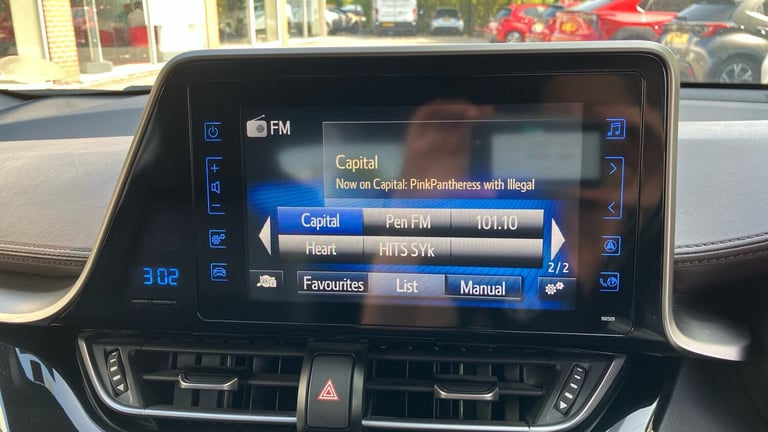 FM
Capital
Now on Capital: PinkPantheress with Illegal
Capital Pen FM 101.10
Heart HITS SYk
2/2
Favourites List Manual
3:02
100529